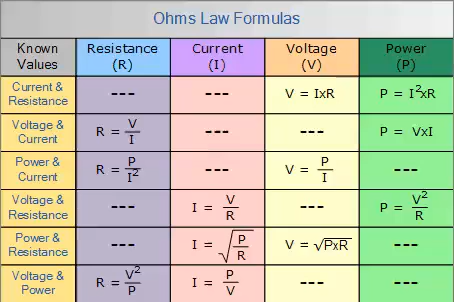 Ohms Law Formulas
Known Values Resistance (R) Current (I) Voltage (V) Power (P)
Current & Resistance --- --- V = IxR P = I²xR
Voltage & Current R = V/I --- --- P = VxI
Power & Current R = P/I² --- V = P/I ---
Voltage & Resistance --- I = V/R --- P = V²/R
Power & Resistance --- I = √(P/R) V = √PxR ---
Voltage & Power R = V²/P I = P/V --- ---